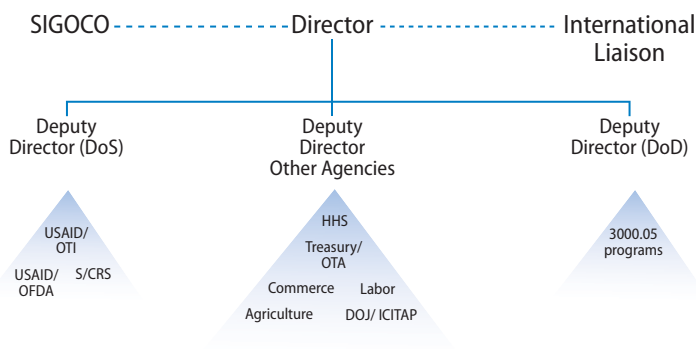 SIGOCO Director International
Liaison
Deputy
Director (DoS)
Deputy
Director
Other Agencies
Deputy
Director (DoD)
USAID/
OTI
USAID/
OFDA
S/CRS
HHS
Treasury/
OTA
Commerce Labor
Agriculture DOJ/ ICITAP
3000.05
programs